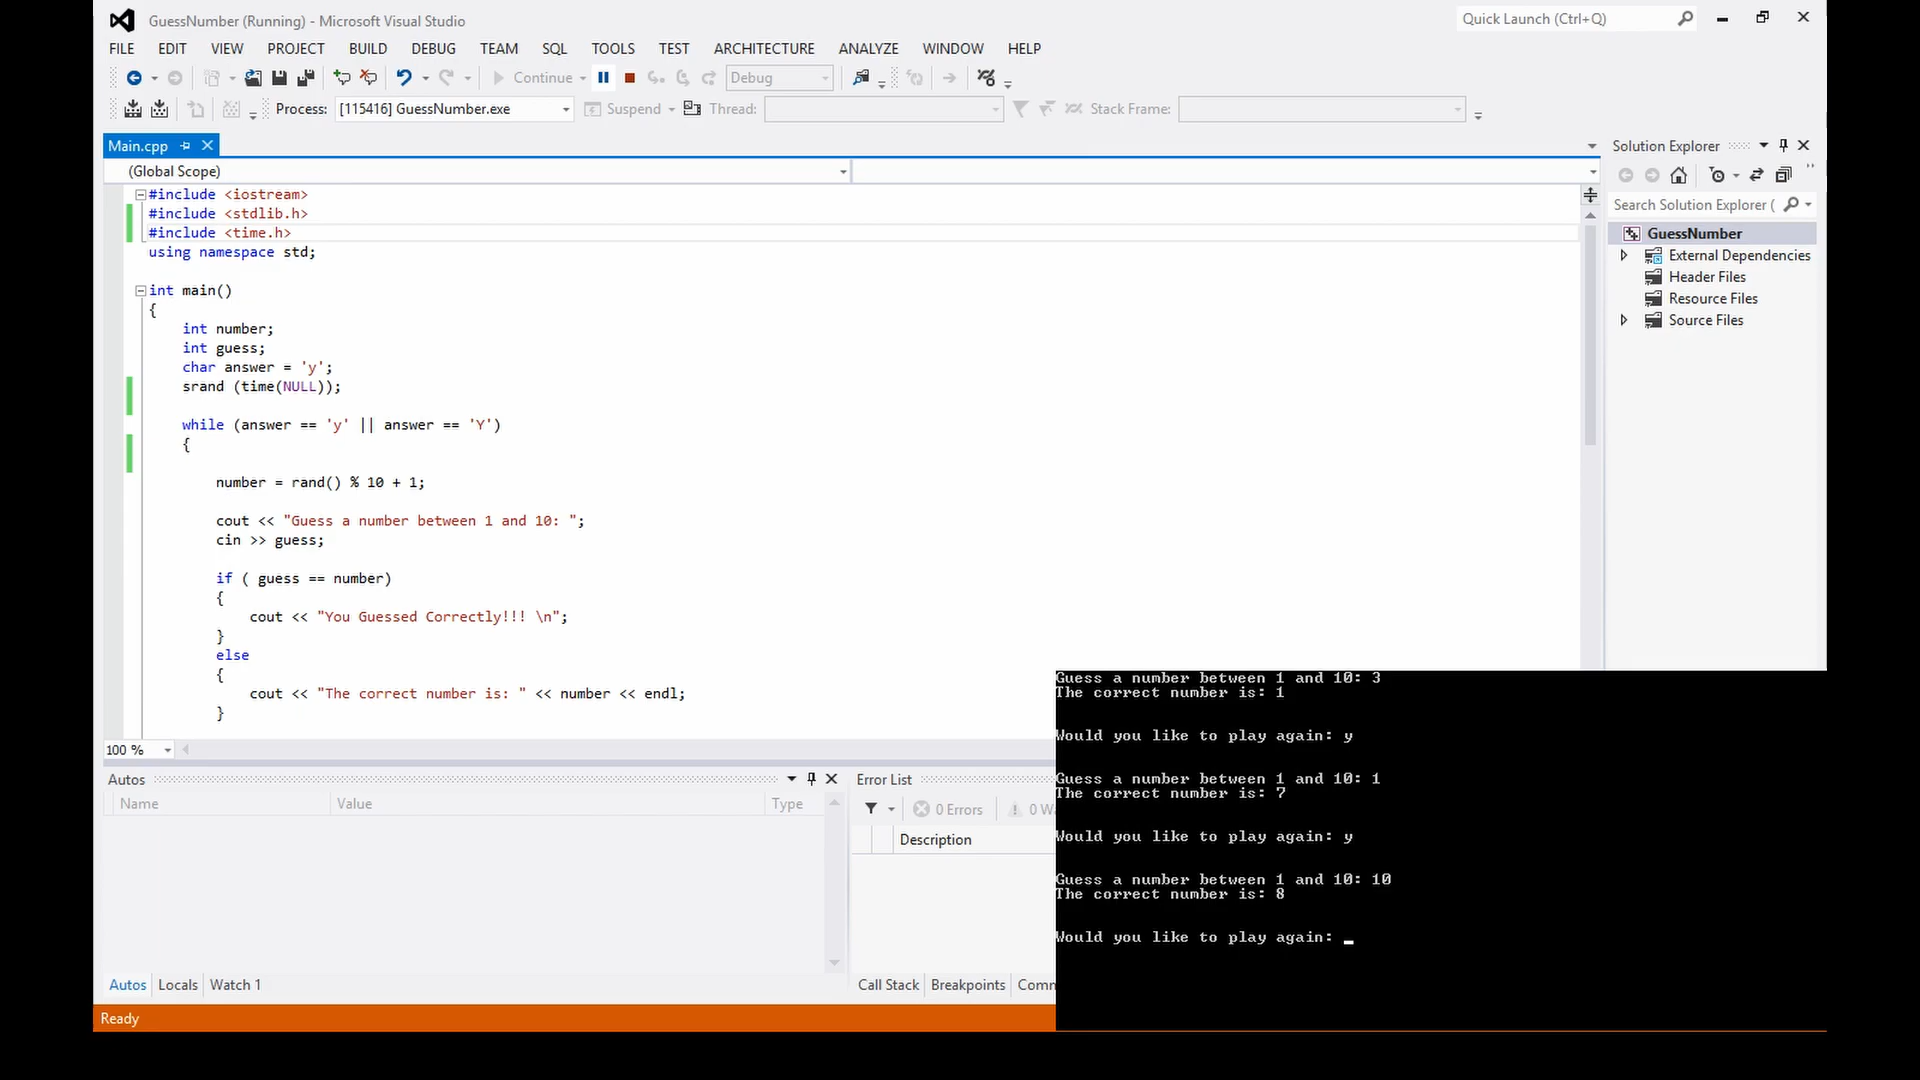 GuessNumber (Running) - Microsoft Visual Studio
Quick Launch (Ctrl+Q)
FILE EDIT VIEW PROJECT BUILD DEBUG TEAM SQL TOOLS TEST ARCHITECTURE ANALYZE WINDOW HELP
Continue Debug
Process: [115416] GuessNumber.exe Suspend Thread: Stack Frame:
Main.cpp
(Global Scope)
#include <iostream>
#include <stdlib.h>
#include <time.h>
using namespace std;
int main()
{
int number;
int guess;
char answer = 'y';
srand (time(NULL));
while (answer == 'y' || answer == 'Y')
{
number = rand() % 10 + 1;
cout << "Guess a number between 1 and 10: ";
cin >> guess;
if ( guess == number)
{
cout << "You Guessed Correctly!!! \n";
}
else
{
cout << "The correct number is: " << number << endl;
}
100 %
Solution Explorer
Search Solution Explorer (
GuessNumber
External Dependencies
Header Files
Resource Files
Source Files
Autos
Name Value Type
Autos Locals Watch 1
Error List
0 Errors 0 W
Description
Call Stack Breakpoints Comm
Ready
Guess a number between 1 and 10: 3
The correct number is: 1
Would you like to play again: y
Guess a number between 1 and 10: 1
The correct number is: 7
Would you like to play again: y
Guess a number between 1 and 10: 10
The correct number is: 8
Would you like to play again: _